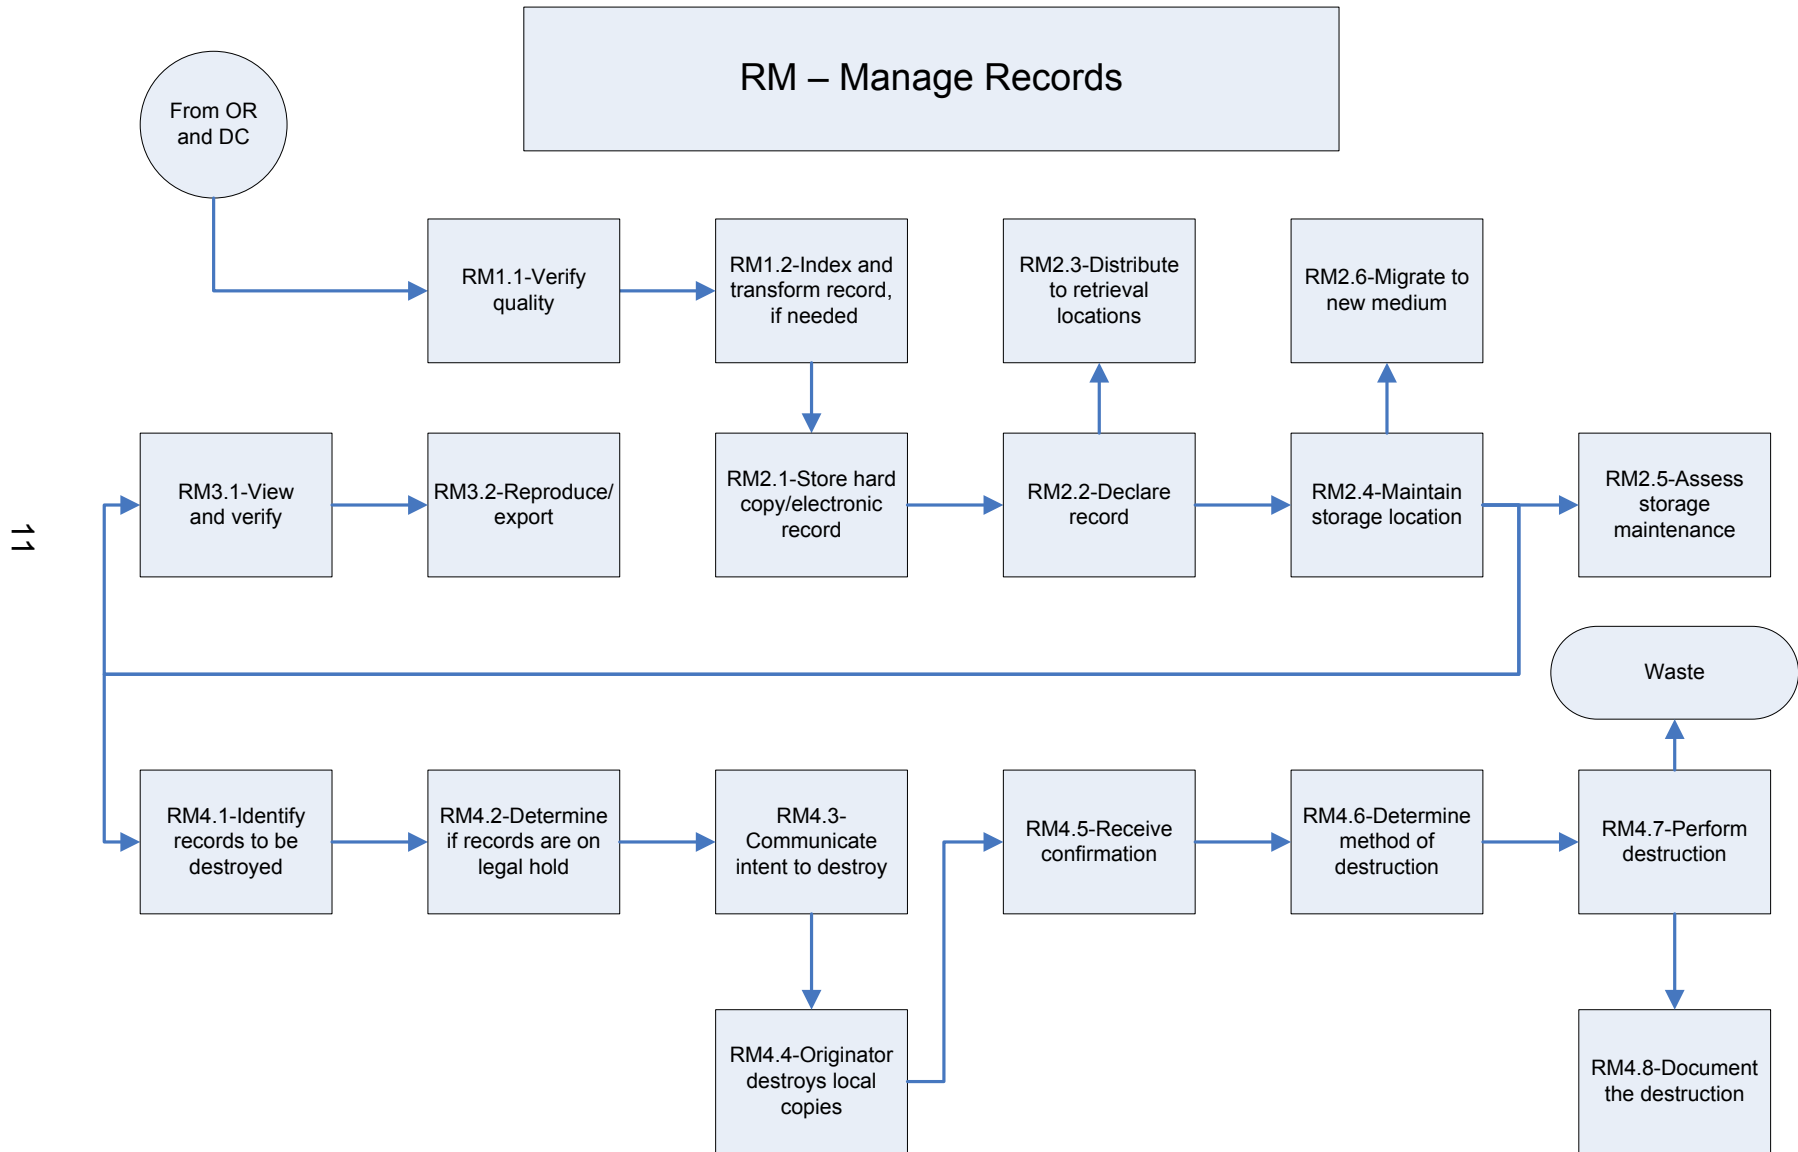 RM – Manage Records
From OR
and DC
RM1.1-Verify
quality
RM1.2-Index and
transform record,
if needed
RM2.3-Distribute
to retrieval
locations
RM2.6-Migrate to
new medium
RM3.1-View
and verify
RM3.2-Reproduce/
export
RM2.1-Store hard
copy/electronic
record
RM2.2-Declare
record
RM2.4-Maintain
storage location
RM2.5-Assess
storage
maintenance
11
Waste
RM4.1-Identify
records to be
destroyed
RM4.2-Determine
if records are on
legal hold
RM4.3-
Communicate
intent to destroy
RM4.5-Receive
confirmation
RM4.6-Determine
method of
destruction
RM4.7-Perform
destruction
RM4.4-Originator
destroys local
copies
RM4.8-Document
the destruction